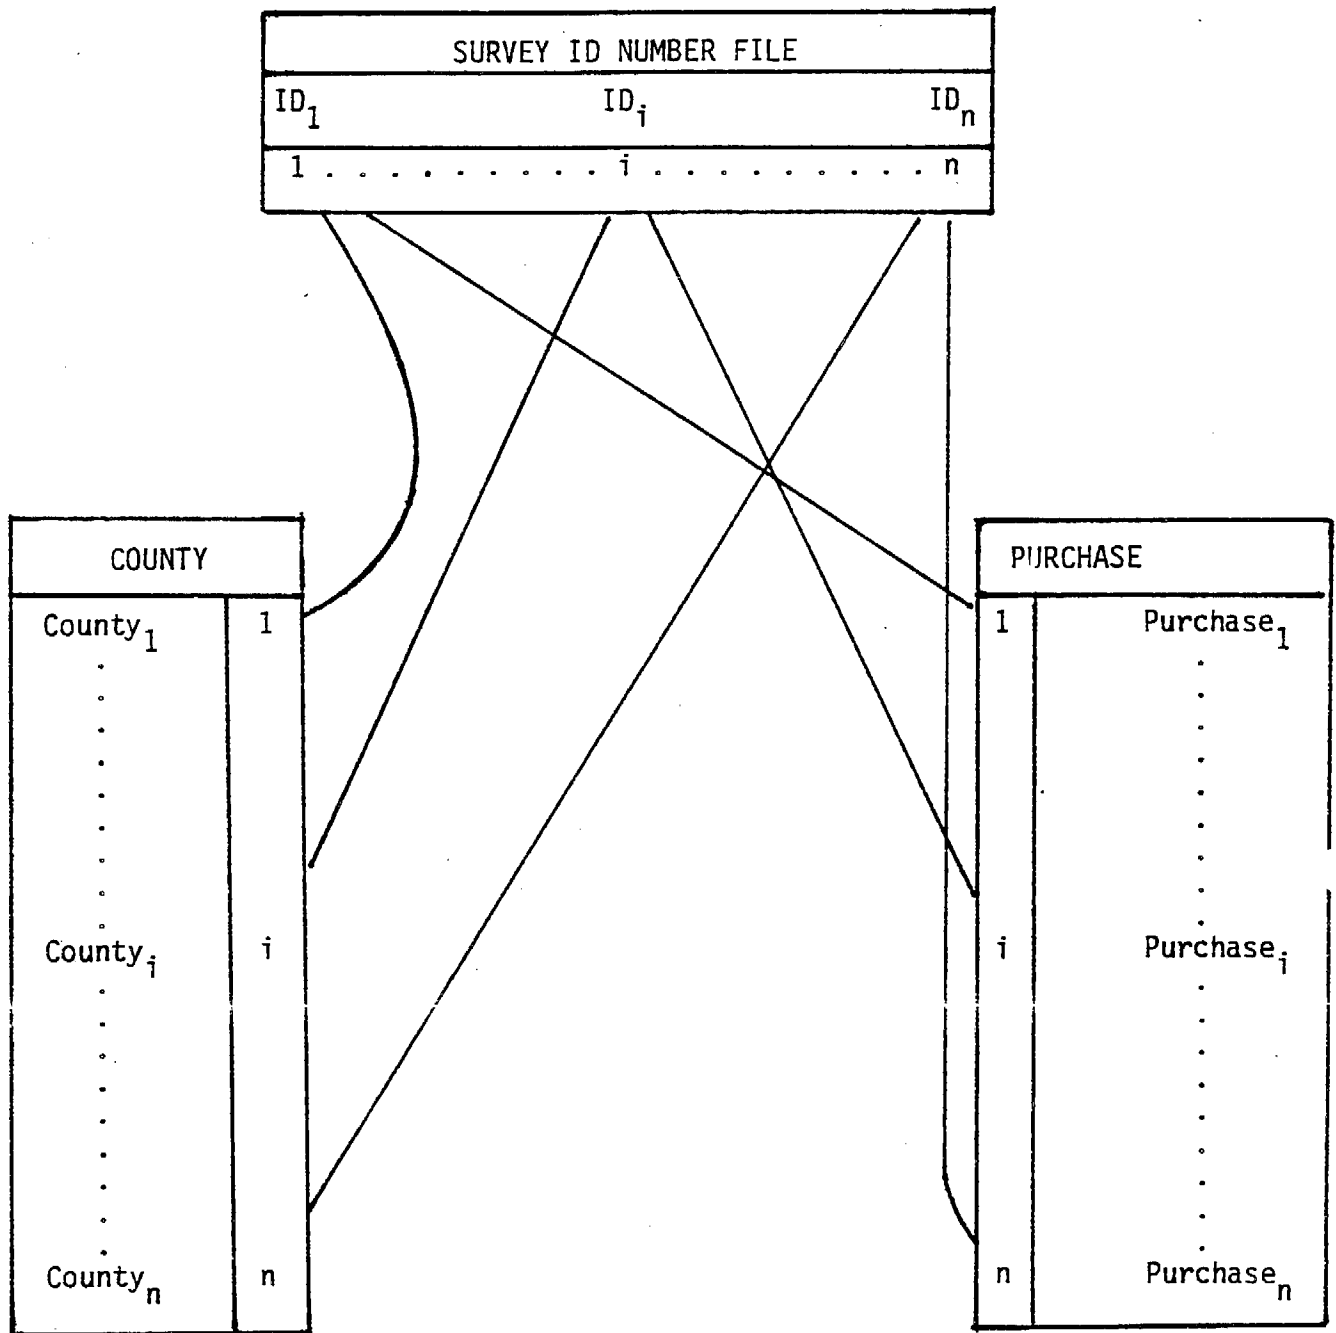 SURVEY ID NUMBER FILE
ID₁ IDᵢ IDₙ
1 . . . . . . . . . i . . . . . . . . . n
COUNTY
County₁ 1
Countyᵢ i
Countyₙ n
PURCHASE
1 Purchase₁
i Purchaseᵢ
n Purchaseₙ